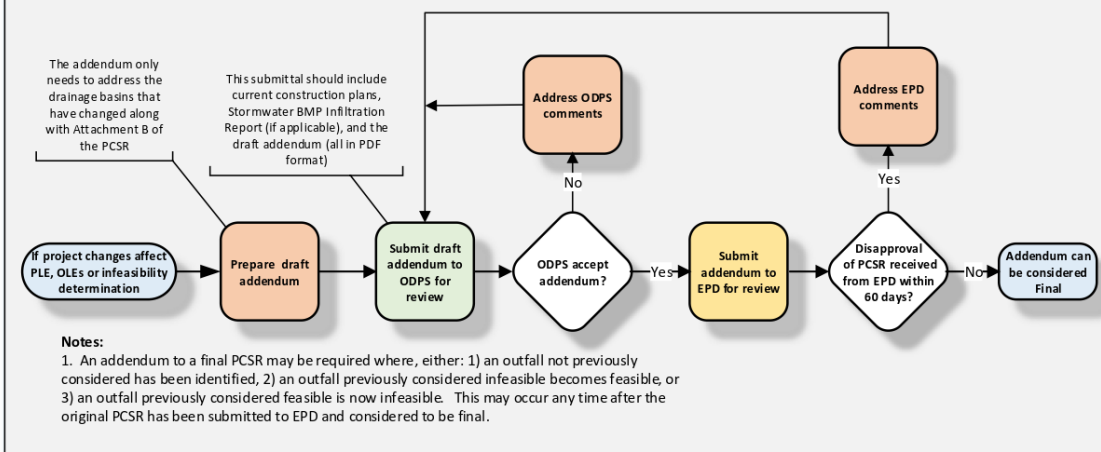 The addendum only
needs to address the
drainage basins that
have changed along
with Attachment B of
the PCSR
This submittal should include
current construction plans,
Stormwater BMP Infiltration
Report (if applicable), and the
draft addendum (all in PDF
format)
Address ODPS
comments
Address EPD
comments
No
Yes
If project changes affect
PLE, OLEs or infeasibility
determination
Prepare draft
addendum
Submit draft
addendum to
ODPS for
review
ODPS accept
addendum?
Yes
Submit
addendum to
EPD for review
Disapproval
of PCSR received
from EPD within
60 days?
No
Addendum can
be considered
Final
Notes:
1. An addendum to a final PCSR may be required where, either: 1) an outfall not previously
considered has been identified, 2) an outfall previously considered infeasible becomes feasible, or
3) an outfall previously considered feasible is now infeasible. This may occur any time after the
original PCSR has been submitted to EPD and considered to be final.